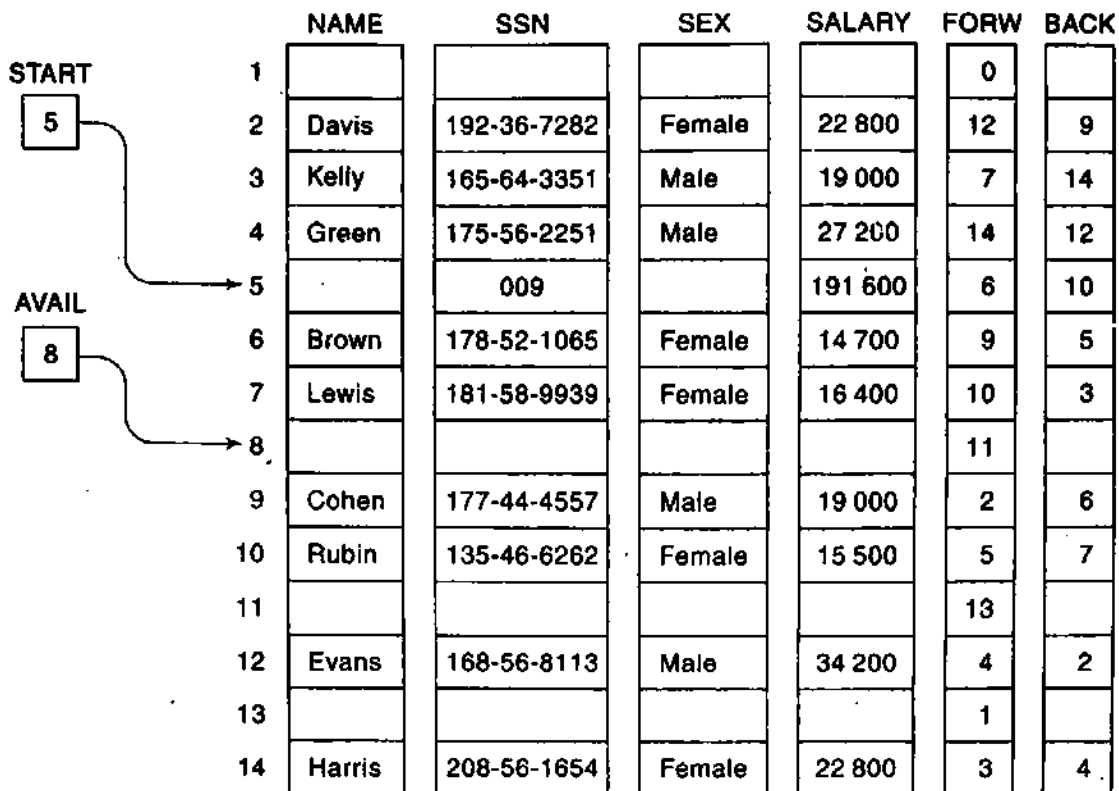 NAME SSN SEX SALARY FORW BACK
START
5
AVAIL
8
1 0
2 Davis 192-36-7282 Female 22 800 12 9
3 Kelly 165-64-3351 Male 19 000 7 14
4 Green 175-56-2251 Male 27 200 14 12
5 009 191 600 6 10
6 Brown 178-52-1065 Female 14 700 9 5
7 Lewis 181-58-9939 Female 16 400 10 3
8 11
9 Cohen 177-44-4557 Male 19 000 2 6
10 Rubin 135-46-6262 Female 15 500 5 7
11 13
12 Evans 168-56-8113 Male 34 200 4 2
13 1
14 Harris 208-56-1654 Female 22 800 3 4